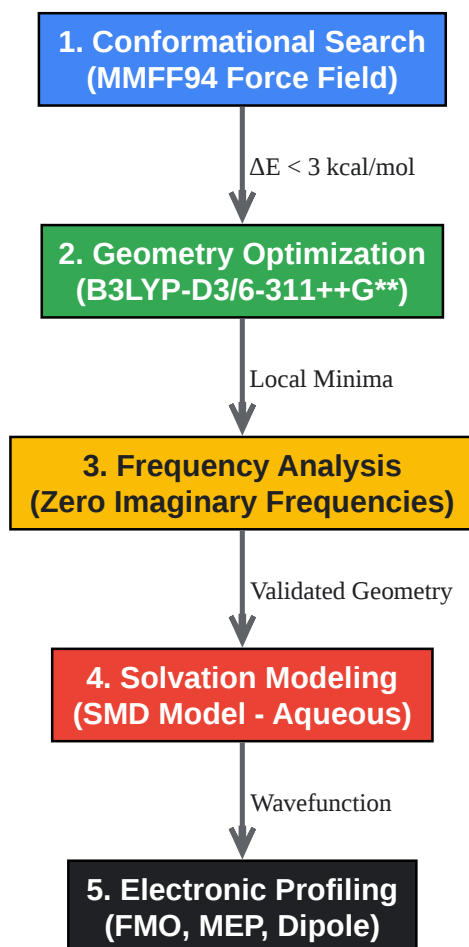 1. Conformational Search
(MMFF94 Force Field)
ΔE < 3 kcal/mol
2. Geometry Optimization
(B3LYP-D3/6-311++G**)
Local Minima
3. Frequency Analysis
(Zero Imaginary Frequencies)
Validated Geometry
4. Solvation Modeling
(SMD Model - Aqueous)
Wavefunction
5. Electronic Profiling
(FMO, MEP, Dipole)